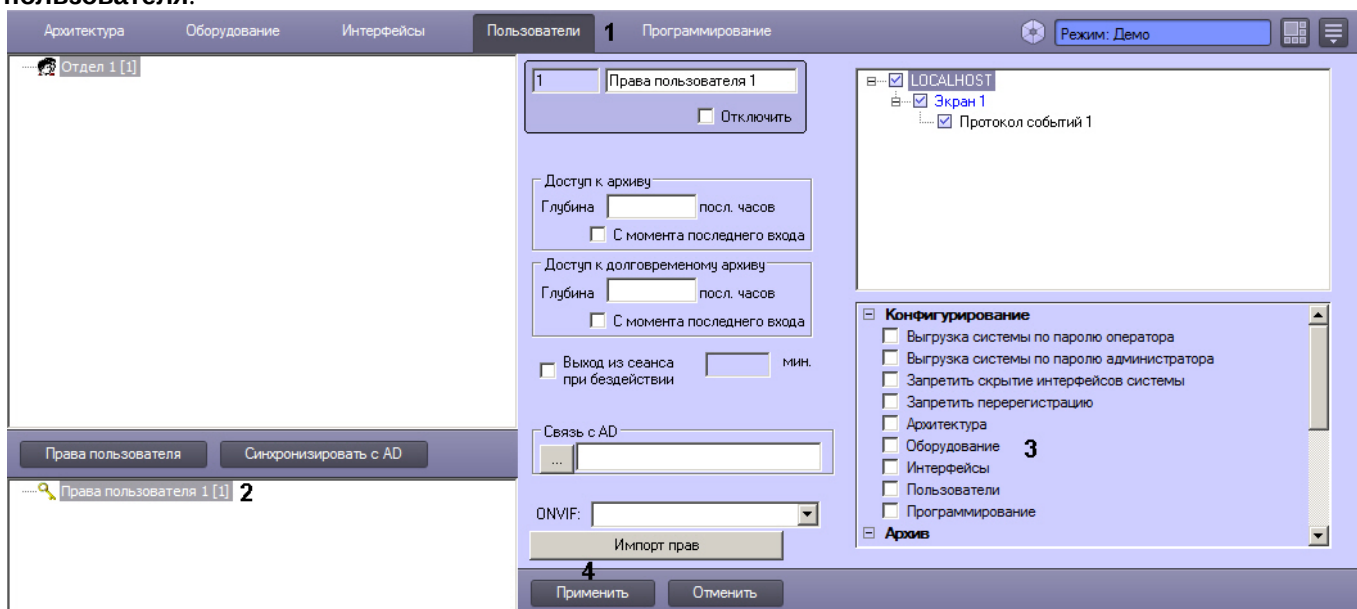 пользователя.
Архитектура Оборудование Интерфейсы Пользователи 1 Программирование Режим: Демо
Отдел 1 [1]
1 Права пользователя 1
Отключить
LOCALHOST
Экран 1
Протокол событий 1
Доступ к архиву
Глубина посл. часов
С момента последнего входа
Доступ к долговременому архиву
Глубина посл. часов
С момента последнего входа
Выход из сеанса мин.
при бездействии
Связь с AD
...
ONVIF:
Импорт прав
Конфигурирование
Выгрузка системы по паролю оператора
Выгрузка системы по паролю администратора
Запретить скрытие интерфейсов системы
Запретить перерегистрацию
Архитектура
Оборудование 3
Интерфейсы
Пользователи
Программирование
Архив
Права пользователя Синхронизировать с AD
Права пользователя 1 [1] 2
4
Применить Отменить